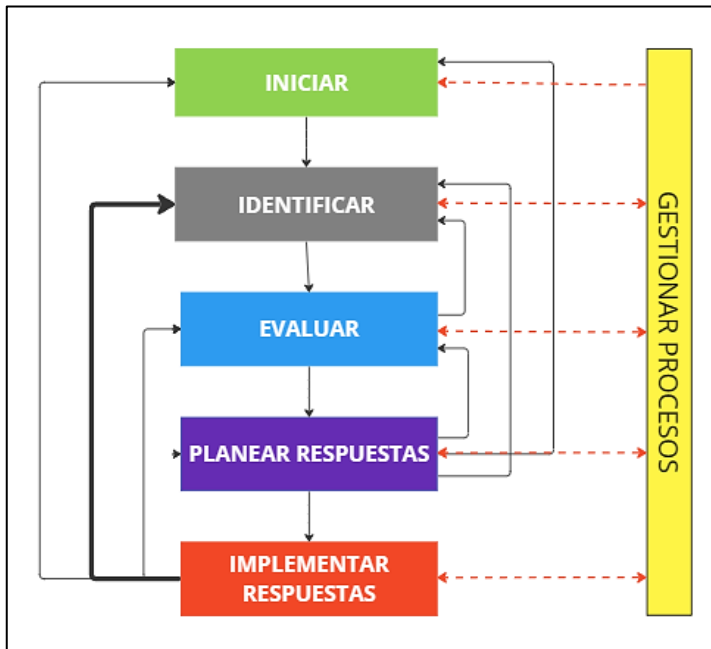 INICIAR
IDENTIFICAR
EVALUAR
PLANEAR RESPUESTAS
IMPLEMENTAR
RESPUESTAS
GESTIONAR PROCESOS